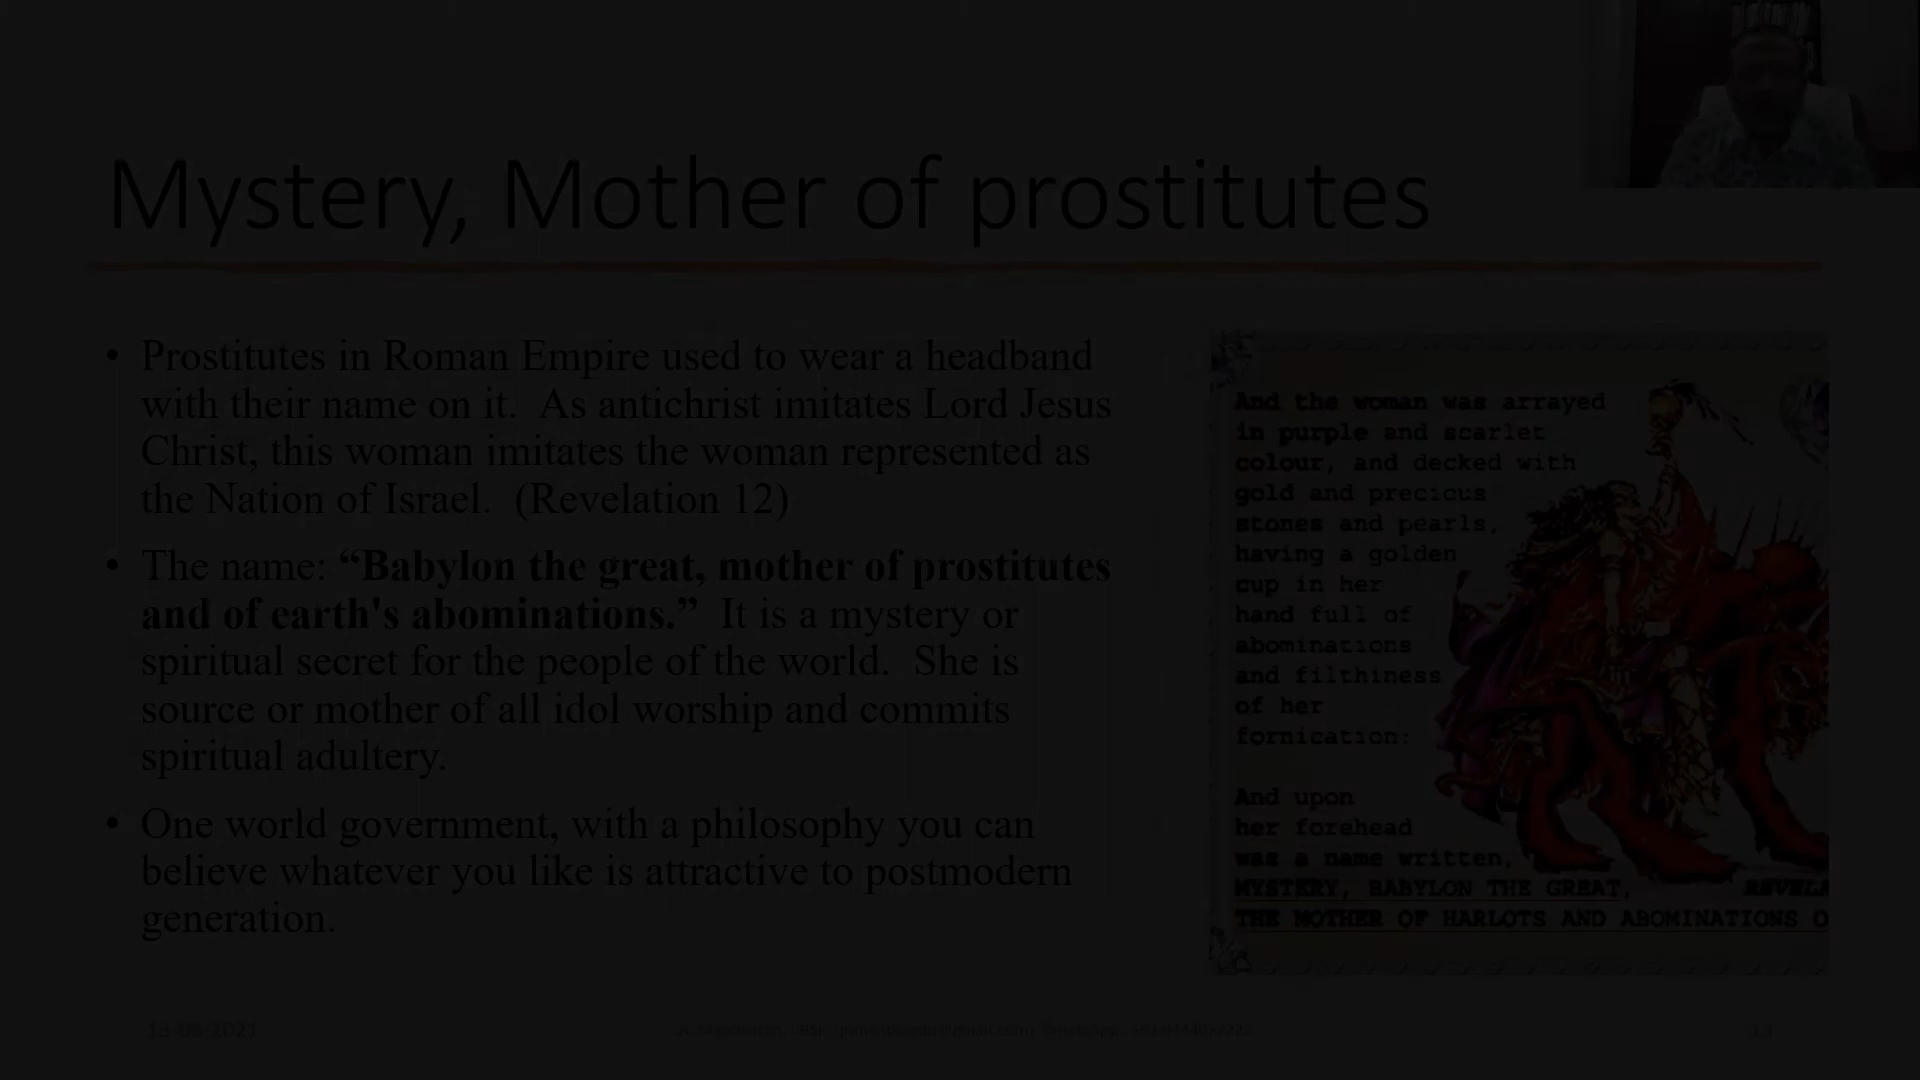 Mystery, Mother of prostitutes
• Prostitutes in Roman Empire used to wear a headband
with their name on it.  As antichrist imitates Lord Jesus
Christ, this woman imitates the woman represented as
the Nation of Israel.  (Revelation 12)
• The name: “Babylon the great, mother of prostitutes
and of earth's abominations.”  It is a mystery or
spiritual secret for the people of the world.  She is
source or mother of all idol worship and commits
spiritual adultery.
• One world government, with a philosophy you can
believe whatever you like is attractive to postmodern
generation.
And the woman was arrayed
in purple and scarlet
colour, and decked with
gold and precious
stones and pearls,
having a golden
cup in her
hand full of
abominations
and filthiness
of her
fornication:
And upon
her forehead
was a name written,
MYSTERY, BABYLON THE GREAT,
THE MOTHER OF HARLOTS AND ABOMINATIONS O